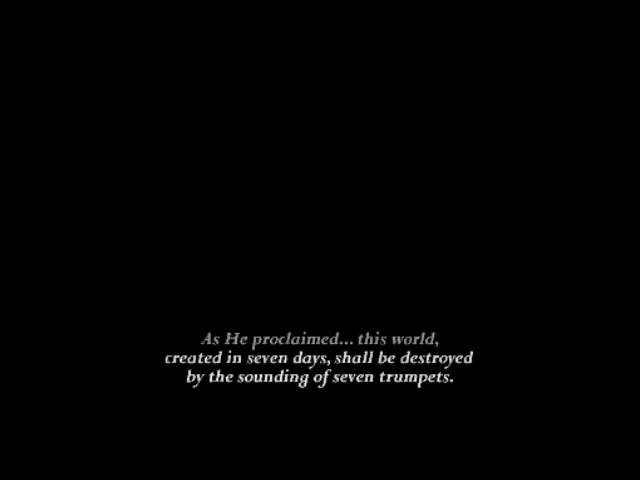 As He proclaimed... this world,
created in seven days, shall be destroyed
by the sounding of seven trumpets.